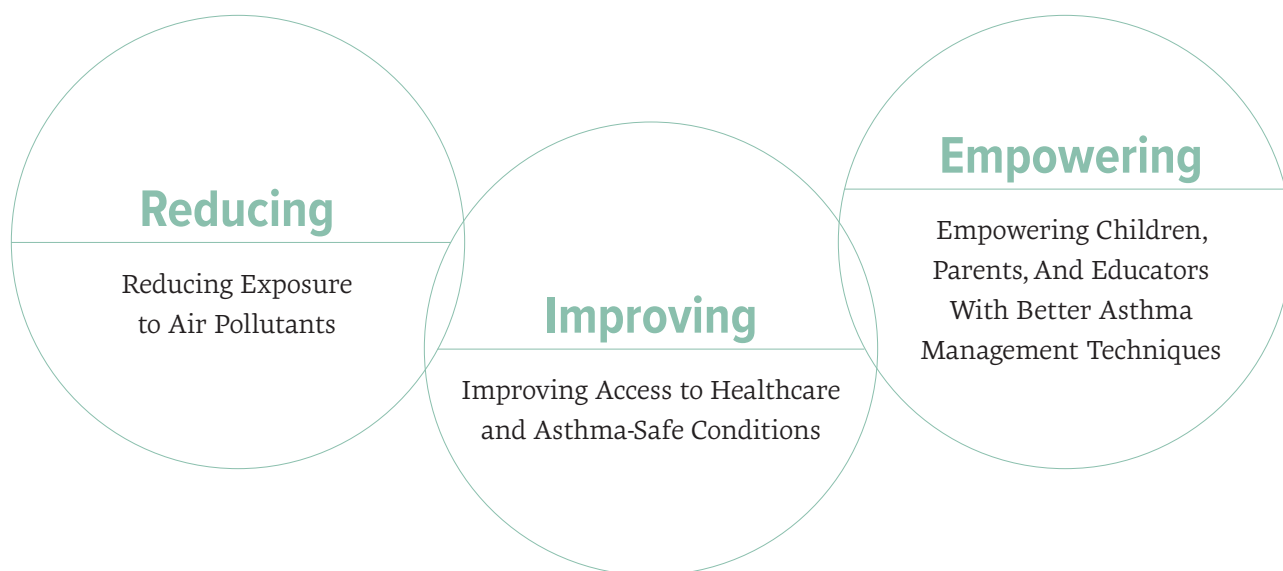 Reducing
Reducing Exposure
to Air Pollutants
Improving
Improving Access to Healthcare
and Asthma-Safe Conditions
Empowering
Empowering Children,
Parents, And Educators
With Better Asthma
Management Techniques